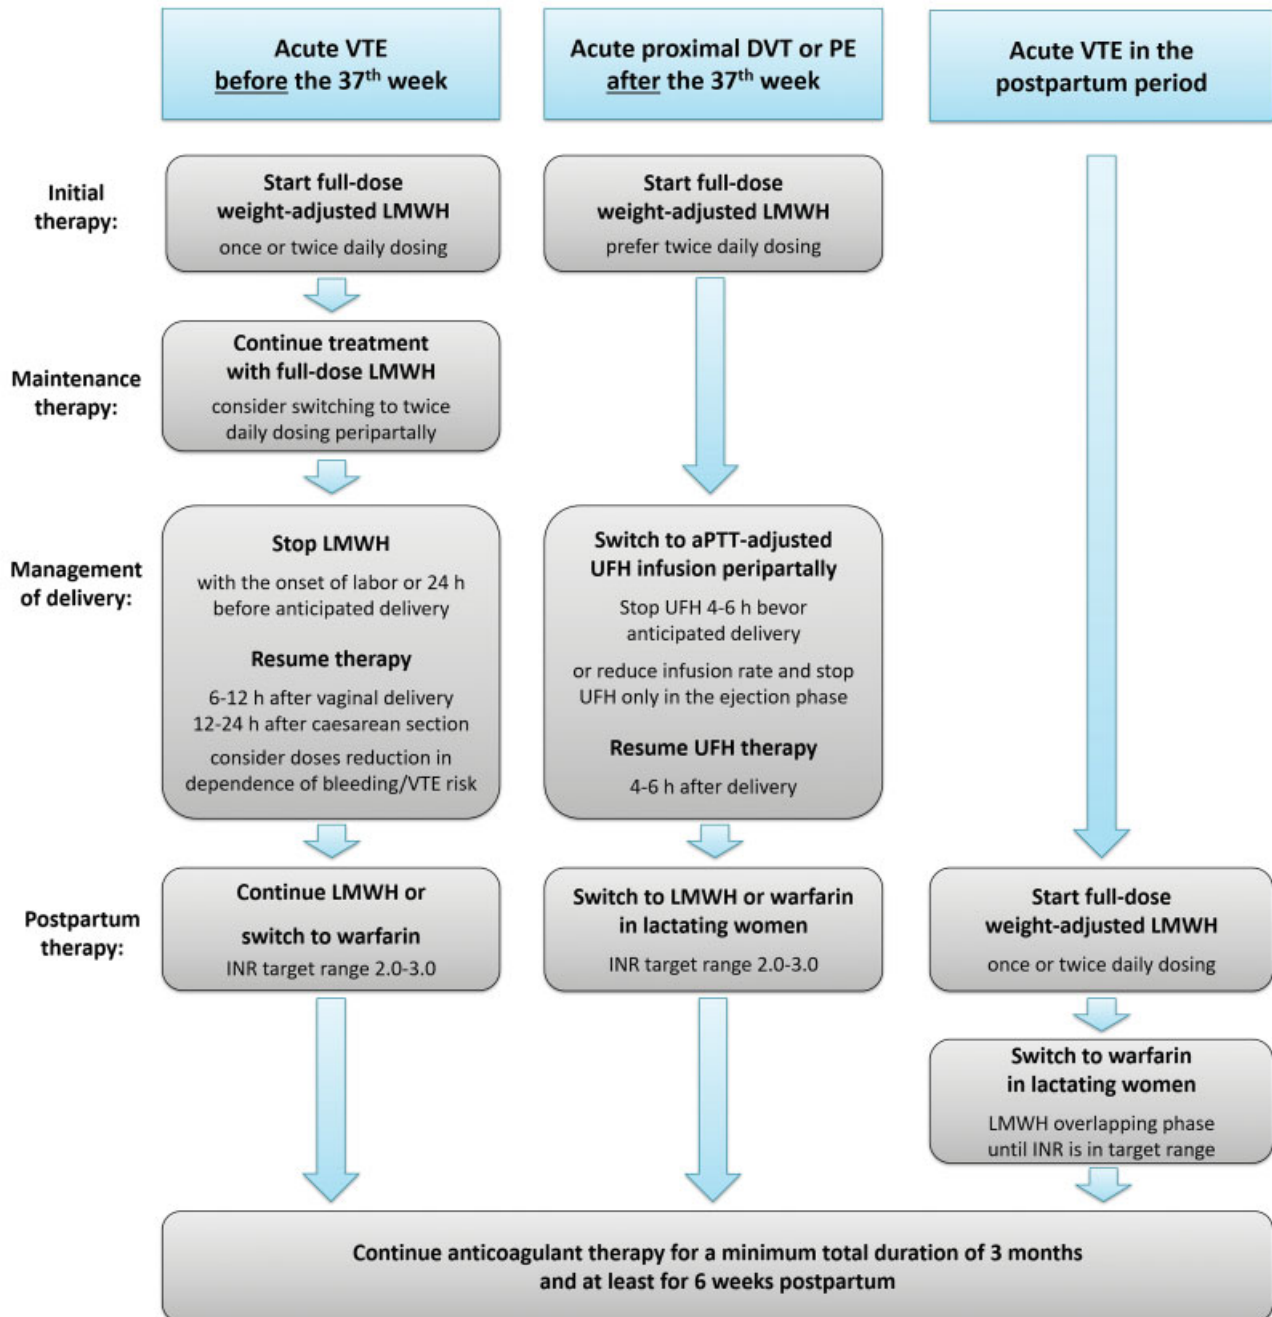 Acute VTE
before the 37th week
Acute proximal DVT or PE
after the 37th week
Acute VTE in the
postpartum period
Initial
therapy:
Start full-dose
weight-adjusted LMWH
once or twice daily dosing
Start full-dose
weight-adjusted LMWH
prefer twice daily dosing
Maintenance
therapy:
Continue treatment
with full-dose LMWH
consider switching to twice
daily dosing peripartally
Management
of delivery:
Stop LMWH
with the onset of labor or 24 h
before anticipated delivery
Resume therapy
6-12 h after vaginal delivery
12-24 h after caesarean section
consider doses reduction in
dependence of bleeding/VTE risk
Switch to aPTT-adjusted
UFH infusion peripartally
Stop UFH 4-6 h bevor
anticipated delivery
or reduce infusion rate and stop
UFH only in the ejection phase
Resume UFH therapy
4-6 h after delivery
Postpartum
therapy:
Continue LMWH or
switch to warfarin
INR target range 2.0-3.0
Switch to LMWH or warfarin
in lactating women
INR target range 2.0-3.0
Start full-dose
weight-adjusted LMWH
once or twice daily dosing
Switch to warfarin
in lactating women
LMWH overlapping phase
until INR is in target range
Continue anticoagulant therapy for a minimum total duration of 3 months
and at least for 6 weeks postpartum